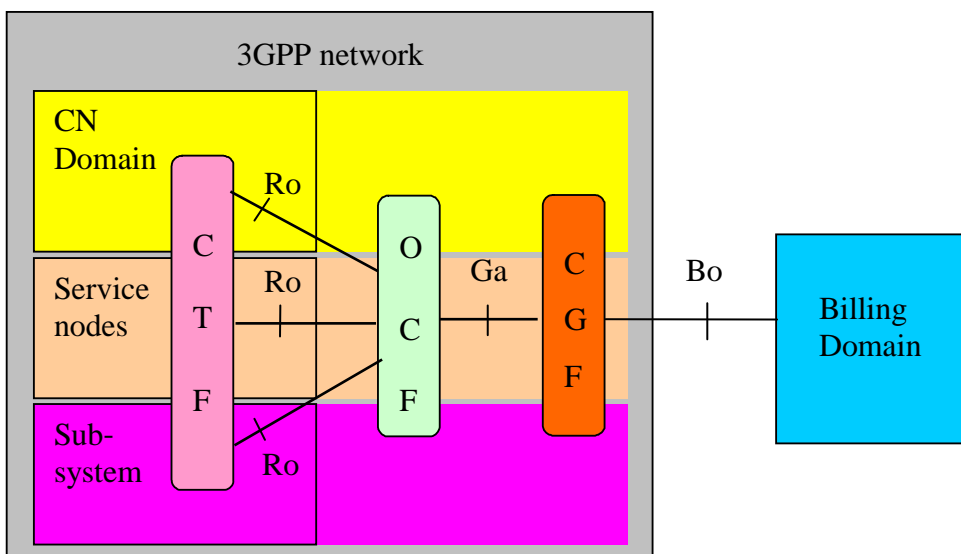 3GPP network
CN
Domain
Ro
C
T
F
O
C
F
C
G
F
Service
nodes
Ro
Ga
Bo
Billing
Domain
Sub-
system
Ro